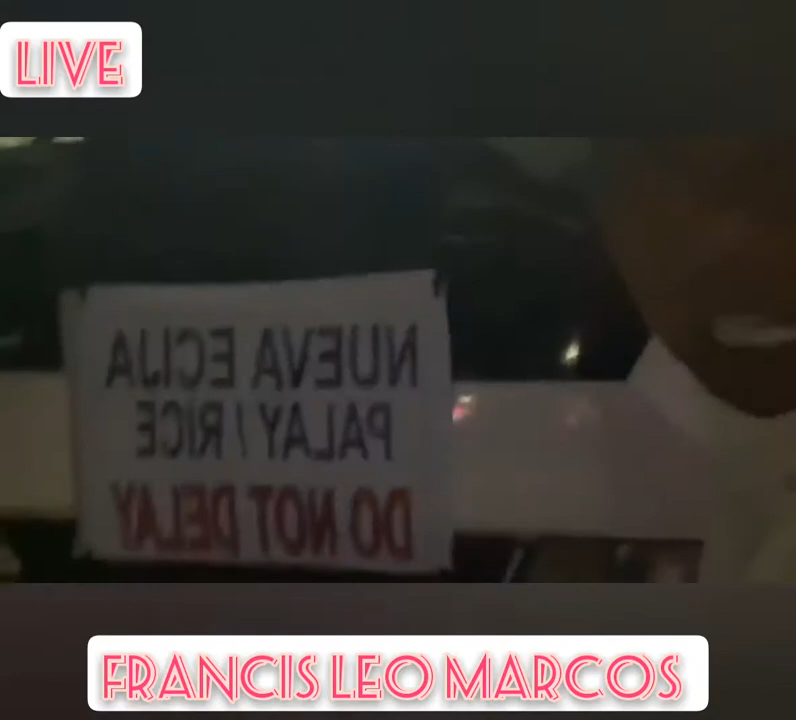 LIVE
NUEVA ECIJA
PALAY/RICE
DO NOT DELAY
FRANCIS LEO MARCOS